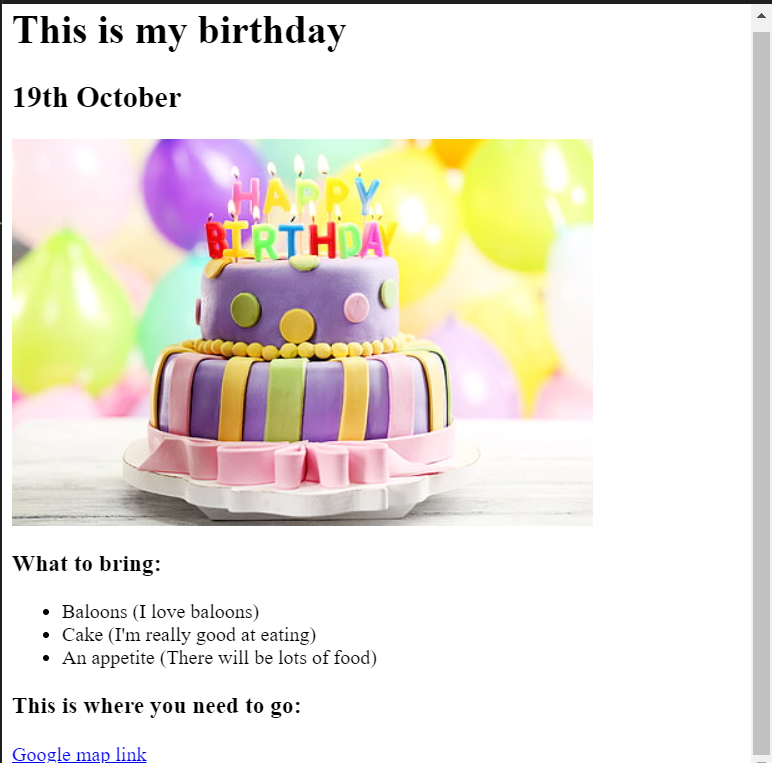 This is my birthday
19th October
HAPPY
BIRTHDAY
What to bring:
Baloons (I love baloons)
Cake (I'm really good at eating)
An appetite (There will be lots of food)
This is where you need to go:
Google map link